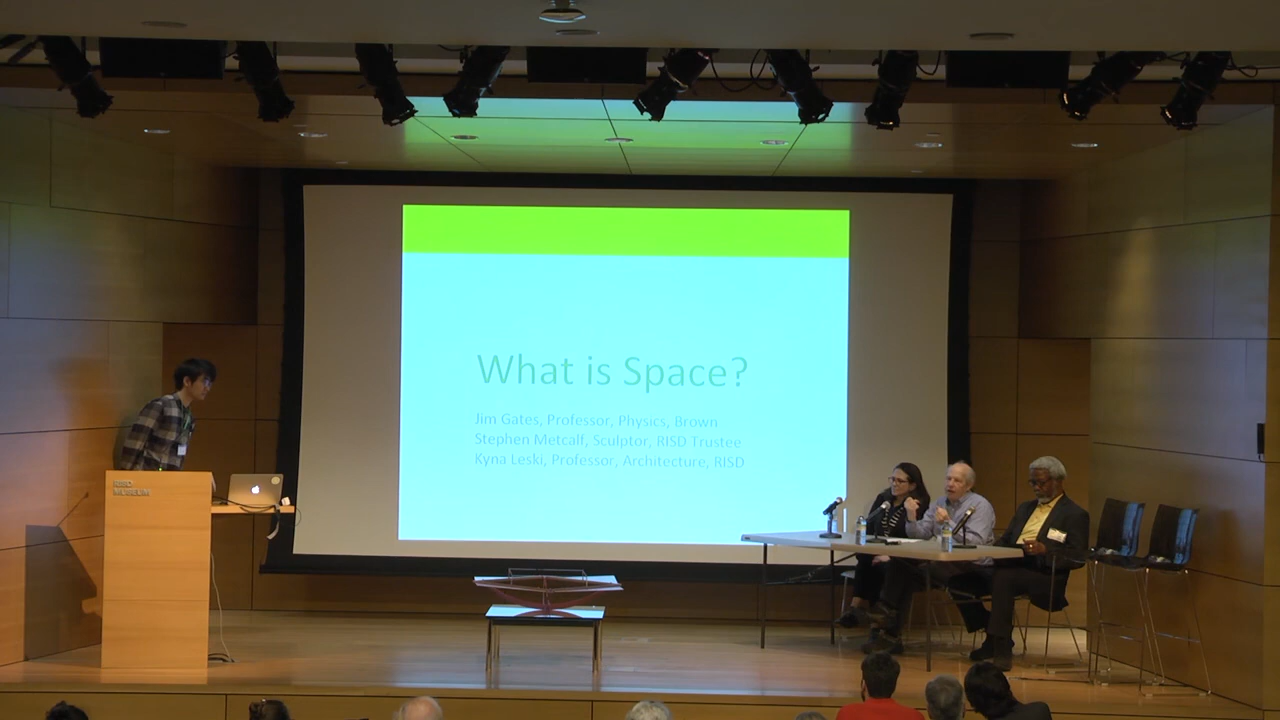 What is Space?
Jim Gates, Professor, Physics, Brown
Stephen Metcalf, Sculptor, RISD Trustee
Kyna Leski, Professor, Architecture, RISD
RISD
MUSEUM